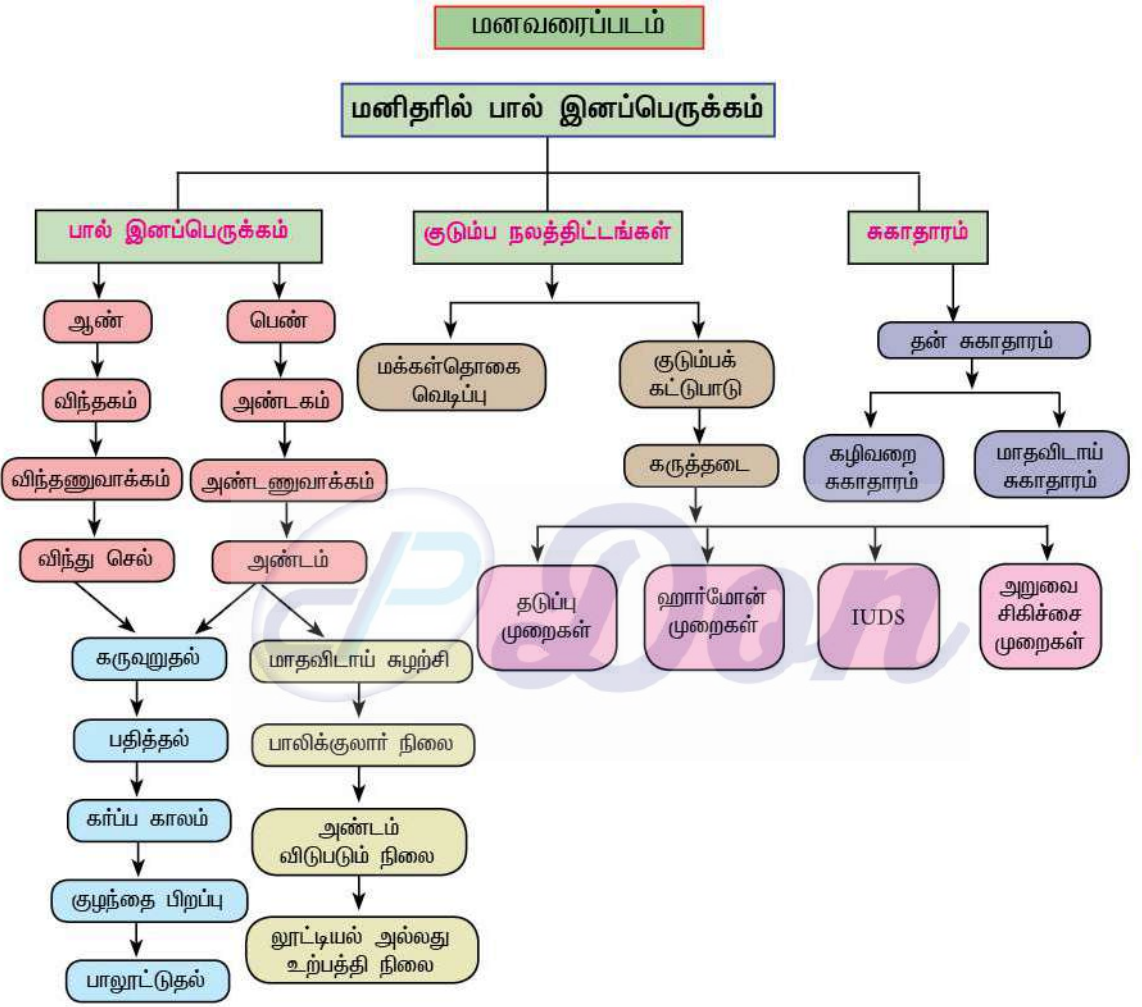 மனவரைப்படம்
மனிதரில் பால் இனப்பெருக்கம்
பால் இனப்பெருக்கம்
குடும்ப நலத்திட்டங்கள்
சுகாதாரம்
ஆண்
பெண்
தன் சுகாதாரம்
மக்கள்தொகை
வெடிப்பு
குடும்பக்
கட்டுபாடு
விந்தகம்
அண்டகம்
கழிவறை
சுகாதாரம்
மாதவிடாய்
சுகாதாரம்
கருத்தடை
விந்தணுவாக்கம்
அண்டணுவாக்கம்
விந்து செல்
அண்டம்
தடுப்பு
முறைகள்
ஹார்மோன்
முறைகள்
IUDS
அறுவை
சிகிச்சை
முறைகள்
கருவுறுதல்
மாதவிடாய் சுழற்சி
பதித்தல்
பாலிக்குலார் நிலை
கர்ப்ப காலம்
அண்டம்
விடுபடும் நிலை
குழந்தை பிறப்பு
லூட்டியல் அல்லது
உற்பத்தி நிலை
பாலூட்டுதல்
Don